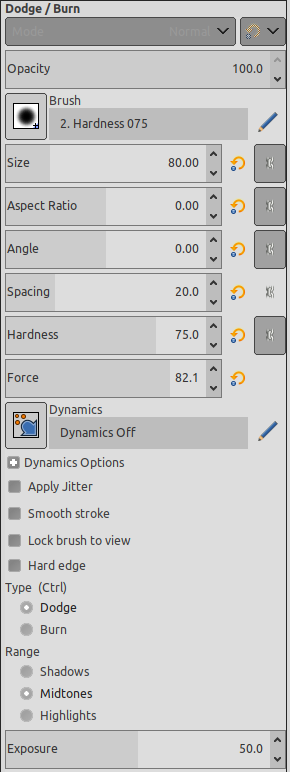 Dodge / Burn
Mode Normal
Opacity 100.0
Brush
2. Hardness 075
Size 80.00
Aspect Ratio 0.00
Angle 0.00
Spacing 20.0
Hardness 75.0
Force 82.1
Dynamics
Dynamics Off
Dynamics Options
Apply Jitter
Smooth stroke
Lock brush to view
Hard edge
Type (Ctrl)
Dodge
Burn
Range
Shadows
Midtones
Highlights
Exposure 50.0